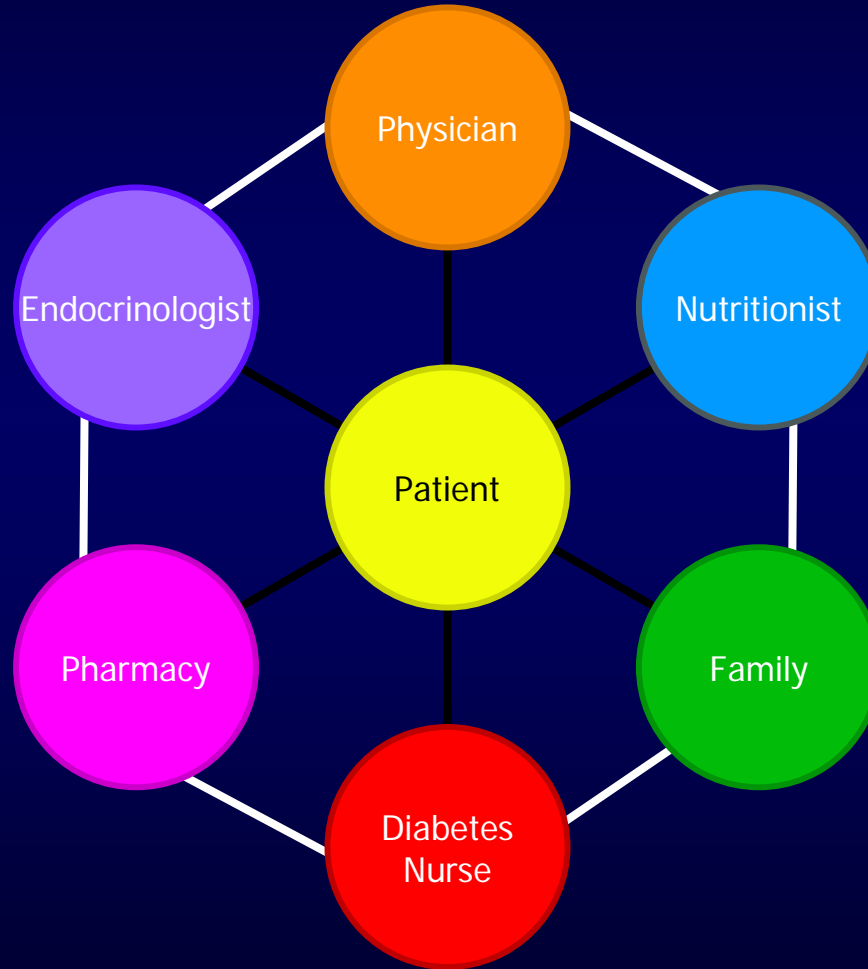 Physician
Endocrinologist
Nutritionist
Patient
Pharmacy
Family
Diabetes
Nurse